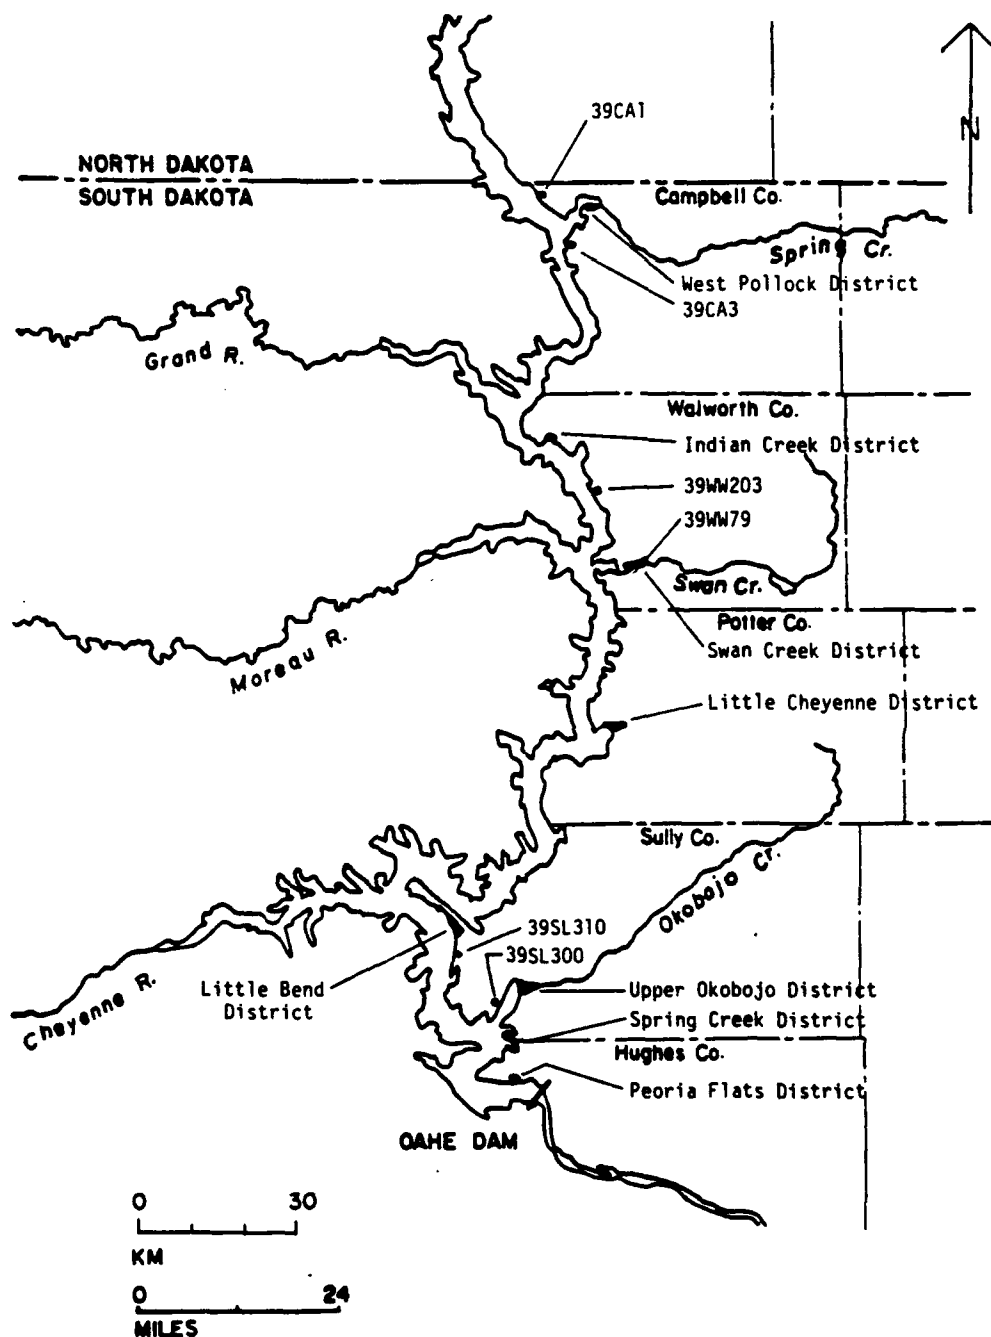 39CA1
N
NORTH DAKOTA
SOUTH DAKOTA
Campbell Co.
Spring Cr.
West Pollock District
39CA3
Grand R.
Walworth Co.
Indian Creek District
39WW203
39WW79
Swan Cr.
Potter Co.
Swan Creek District
Moreau R.
Little Cheyenne District
Sully Co.
Okobojo Cr.
39SL310
39SL300
Little Bend
District
Upper Okobojo District
Cheyenne R.
Spring Creek District
Hughes Co.
Peoria Flats District
OAHE DAM
0 30
KM
0 24
MILES